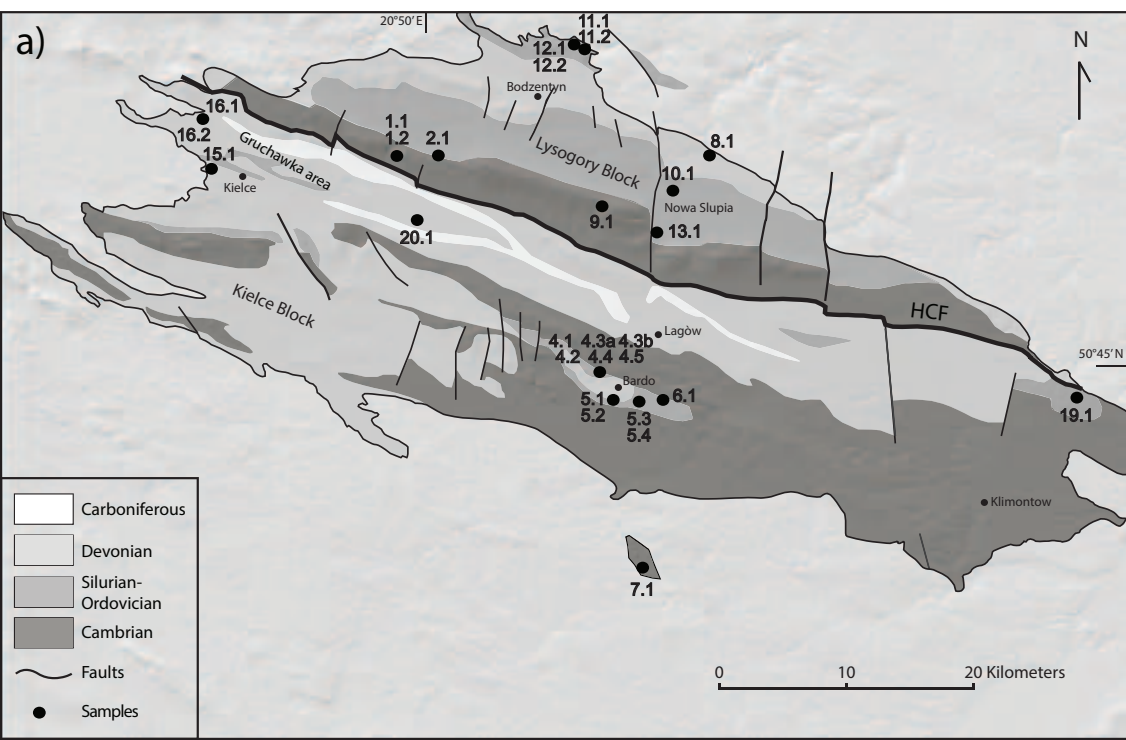 a)
20°50' E
11.1
11.2
12.1
12.2
N
Bodzentyn
16.1
16.2
1.1
1.2
2.1
8.1
Gruchawka area
Lysogory Block
15.1
Kielce
10.1
Nowa Slupia
9.1
13.1
20.1
Kielce Block
HCF
Lagòw
4.1 4.3a 4.3b
4.2 4.4 4.5
50°45' N
Bardo
5.1
5.2
5.3
5.4
6.1
19.1
Klimontow
7.1
Carboniferous
Devonian
Silurian-
Ordovician
Cambrian
Faults
Samples
0 10 20 Kilometers